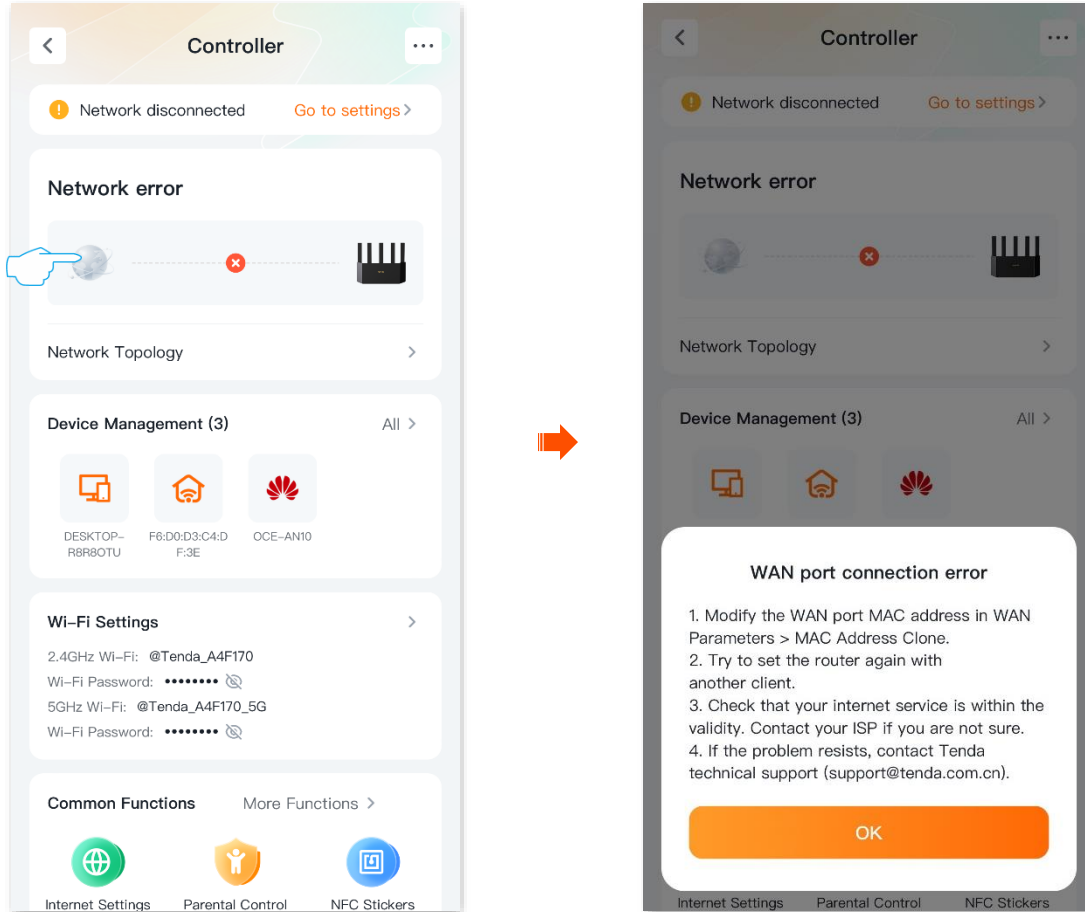 Controller
Network disconnected Go to settings
Network error
Network Topology
Device Management (3) All
DESKTOP-
R8R8OTU
F6:D0:D3:C4:D
F:3E
OCE-AN10
Wi-Fi Settings
2.4GHz Wi-Fi: @Tenda_A4F170
Wi-Fi Password: ••••••••
5GHz Wi-Fi: @Tenda_A4F170_5G
Wi-Fi Password: ••••••••
Common Functions More Functions
Internet Settings Parental Control NFC Stickers
Controller
Network disconnected Go to settings
Network error
Network Topology
Device Management (3) All
WAN port connection error
1. Modify the WAN port MAC address in WAN
Parameters > MAC Address Clone.
2. Try to set the router again with
another client.
3. Check that your internet service is within the
validity. Contact your ISP if you are not sure.
4. If the problem resists, contact Tenda
technical support (support@tenda.com.cn).
OK
Internet Settings Parental Control NFC Stickers